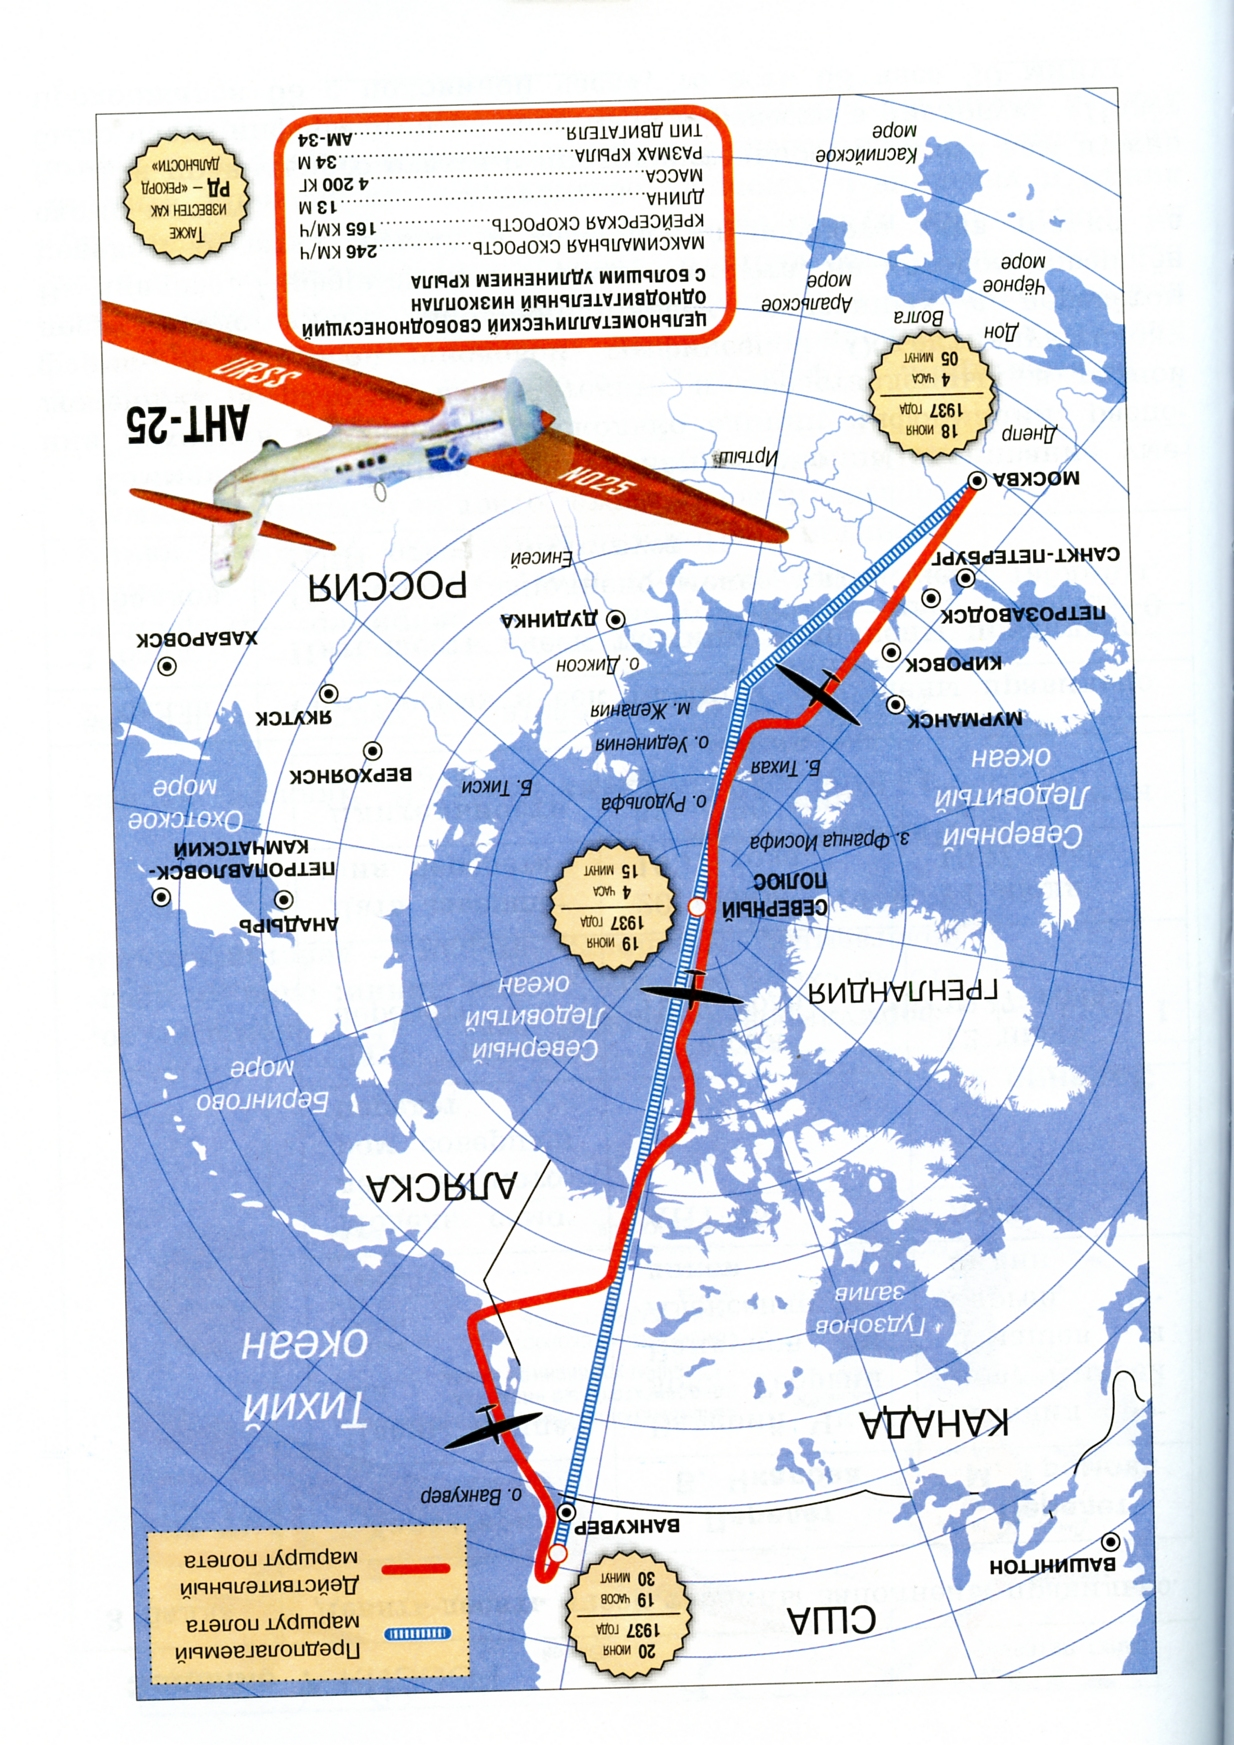 США
20 ИЮНЯ
1937 ГОДА
19 ЧАСОВ
30 МИНУТ
Предполагаемый
маршрут полета
Действительный
маршрут полета
ВАШИНГТОН
ВАНКУВЕР
о. Ванкувер
КАНАДА
Тихий
океан
Гудзонов
залив
АЛЯСКА
Берингово
море
Северный
Ледовитый
океан
ГРЕНЛАНДИЯ
19 ИЮНЯ
1937 ГОДА
4 ЧАСА
15 МИНУТ
СЕВЕРНЫЙ
ПОЛЮС
АНАДЫРЬ
ПЕТРОПАВЛОВСК-
КАМЧАТСКИЙ
Охотское
море
Северный
Ледовитый
океан
з. Франца Иосифа
о. Рудольфа
Б. Тихая
Б. Тикси
ВЕРХОЯНСК
о. Уединения
м. Желания
МУРМАНСК
ЯКУТСК
КИРОВСК
о. Диксон
ХАБАРОВСК
ПЕТРОЗАВОДСК
ДУДИНКА
РОССИЯ
САНКТ-ПЕТЕРБУРГ
Енисей
МОСКВА
N025
Иртыш
Днепр
18 ИЮНЯ
1937 ГОДА
4 ЧАСА
05 МИНУТ
АНТ-25
URSS
Дон
Волга
Чёрное
море
Аральское
море
Каспийское
море
ЦЕЛЬНОМЕТАЛЛИЧЕСКИЙ СВОБОДНОНЕСУЩИЙ
ОДНОДВИГАТЕЛЬНЫЙ НИЗКОПЛАН
С БОЛЬШИМ УДЛИНЕНИЕМ КРЫЛА
МАКСИМАЛЬНАЯ СКОРОСТЬ..............246 КМ/Ч
КРЕЙСЕРСКАЯ СКОРОСТЬ................165 КМ/Ч
ДЛИНА..............................................13 М
МАССА........................................4 200 КГ
РАЗМАХ КРЫЛА.................................34 М
ТИП ДВИГАТЕЛЯ..............................АМ-34
ТАКЖЕ
ИЗВЕСТЕН КАК
РД – «РЕКОРД
ДАЛЬНОСТИ»